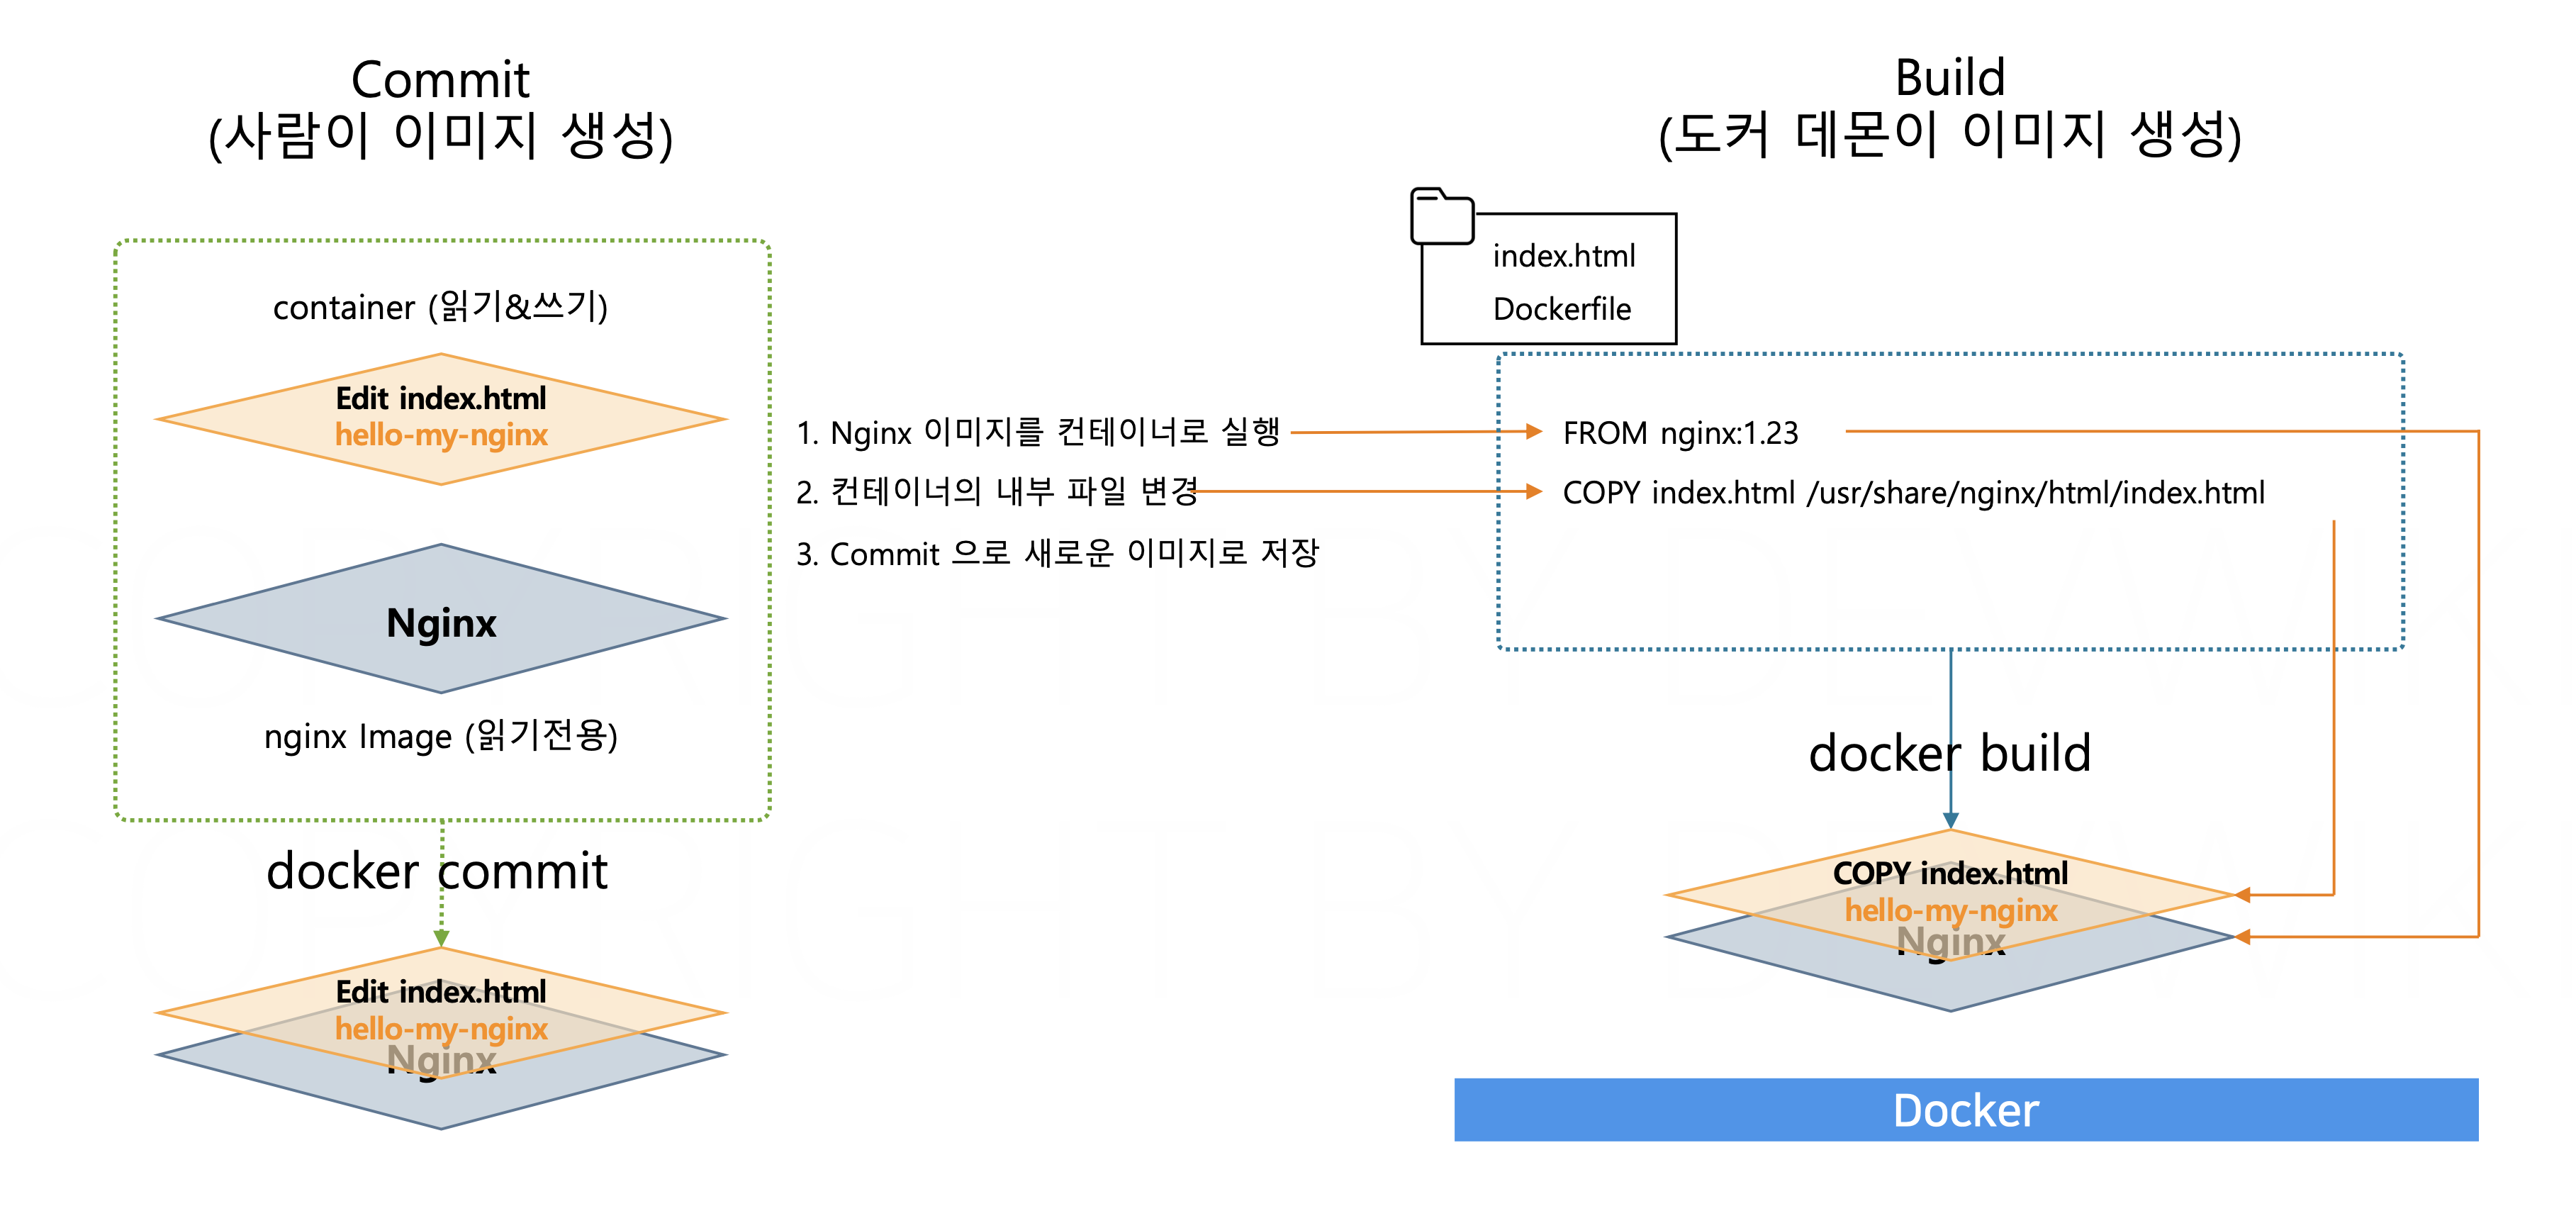 Commit
(사람이 이미지 생성)
container (읽기&쓰기)
Edit index.html
hello-my-nginx
Nginx
nginx Image (읽기전용)
docker commit
Edit index.html
hello-my-nginx
Nginx
1. Nginx 이미지를 컨테이너로 실행
2. 컨테이너의 내부 파일 변경
3. Commit 으로 새로운 이미지로 저장
Build
(도커 데몬이 이미지 생성)
index.html
Dockerfile
FROM nginx:1.23
COPY index.html /usr/share/nginx/html/index.html
docker build
COPY index.html
hello-my-nginx
Nginx
Docker